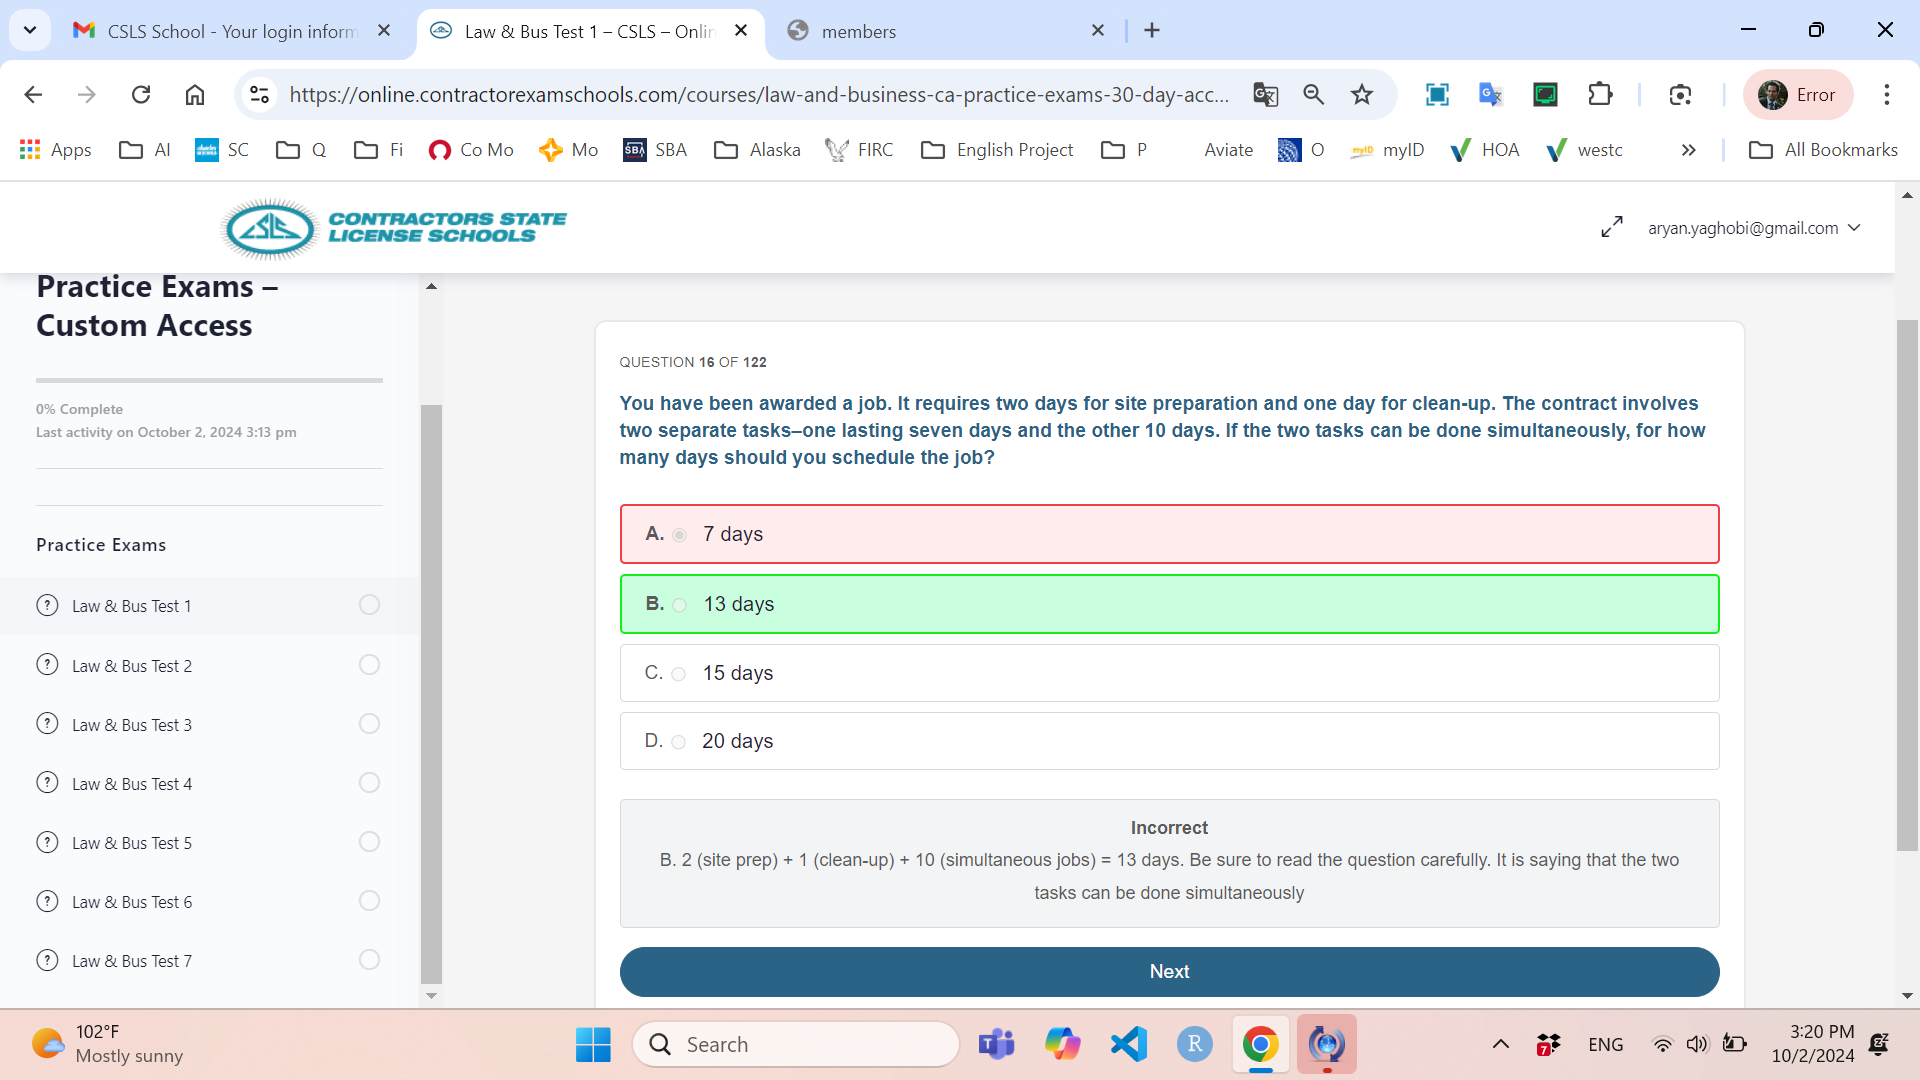 CSLS School - Your login inform
Law & Bus Test 1 – CSLS – Onlin
members
https://online.contractorexamschools.com/courses/law-and-business-ca-practice-exams-30-day-acc...
Error
Apps
AI
SC
Q
Fi
Co Mo
Mo
SBA
SBA
Alaska
FIRC
English Project
P
Aviate
O
myID
myID
HOA
westc
All Bookmarks
CSLS
CONTRACTORS STATE
LICENSE SCHOOLS
aryan.yaghobi@gmail.com
Practice Exams –
Custom Access
0% Complete
Last activity on October 2, 2024 3:13 pm
Practice Exams
? Law & Bus Test 1
? Law & Bus Test 2
? Law & Bus Test 3
? Law & Bus Test 4
? Law & Bus Test 5
? Law & Bus Test 6
? Law & Bus Test 7
QUESTION 16 OF 122
You have been awarded a job. It requires two days for site preparation and one day for clean-up. The contract involves
two separate tasks–one lasting seven days and the other 10 days. If the two tasks can be done simultaneously, for how
many days should you schedule the job?
A. 7 days
B. 13 days
C. 15 days
D. 20 days
Incorrect
B. 2 (site prep) + 1 (clean-up) + 10 (simultaneous jobs) = 13 days. Be sure to read the question carefully. It is saying that the two
tasks can be done simultaneously
Next
102°F
Mostly sunny
Search
R
7
ENG
3:20 PM
10/2/2024